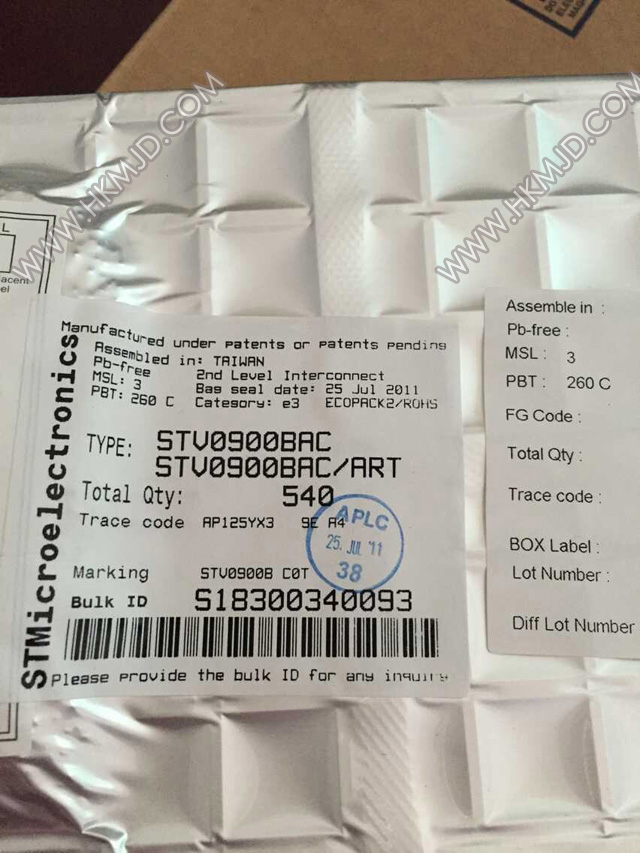 WWW.HKMJD.COM
WWW.HKMJD.COM
STMicroelectronics
Manufactured under patents or patents pending
Assembled in: TAIWAN
Pb-free 2nd Level Interconnect
MSL: 3 Bag seal date: 25 Jul 2011
PBT: 260 C Category: e3 ECOPACK2/ROHS
TYPE: STV0900BAC
STV0900BAC/ART
Total Qty: 540
Trace code AP125YX3 9E A4
APLC
25. JUL '11
38
Marking STV0900B C0T
Bulk ID S18300340093
Please provide the bulk ID for any inquiry
Assemble in :
Pb-free :
MSL : 3
PBT : 260 C
FG Code :
Total Qty :
Trace code :
BOX Label :
Lot Number :
Diff Lot Number